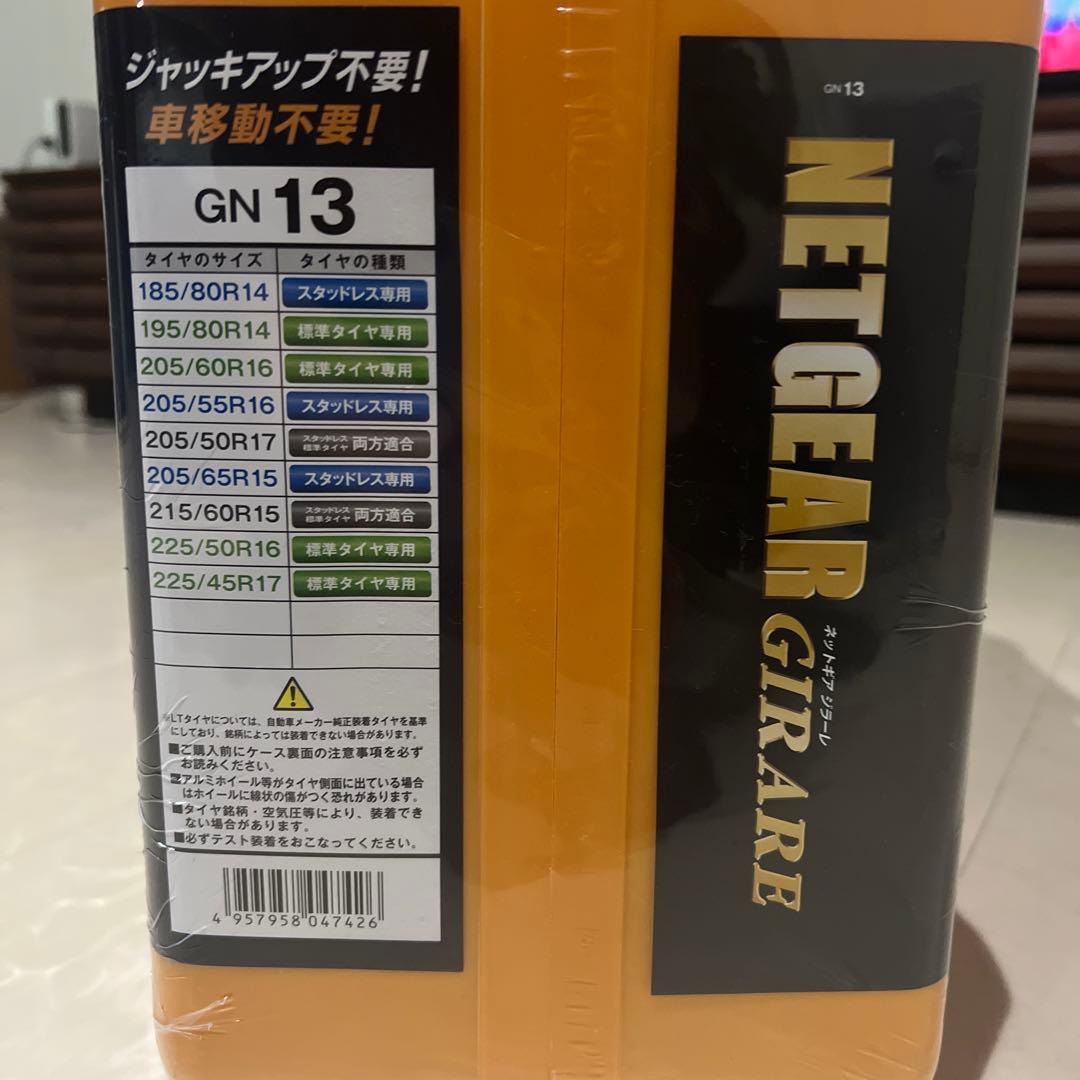 ジャッキアップ不要!
車移動不要!
GN 13
タイヤのサイズ タイヤの種類
185/80R14 スタッドレス専用
195/80R14 標準タイヤ専用
205/60R16 標準タイヤ専用
205/55R16 スタッドレス専用
205/50R17 スタッドレス 標準タイヤ 両方適合
205/65R15 スタッドレス専用
215/60R15 スタッドレス 標準タイヤ 両方適合
225/50R16 標準タイヤ専用
225/45R17 標準タイヤ専用
※LTタイヤについては、自動車メーカー純正装着タイヤを基準
にしており、銘柄によっては装着できない場合があります。
■ご購入前にケース裏面の注意事項を必ず
お読みください。
■アルミホイール等がタイヤ側面に出ている場合
はホイールに線状の傷がつく恐れがあります。
■タイヤ銘柄・空気圧等により、装着でき
ない場合があります。
■必ずテスト装着をおこなってください。
4 957958 047426
GN 13
NETGEAR GIRARE
ネットギア ジラーレ